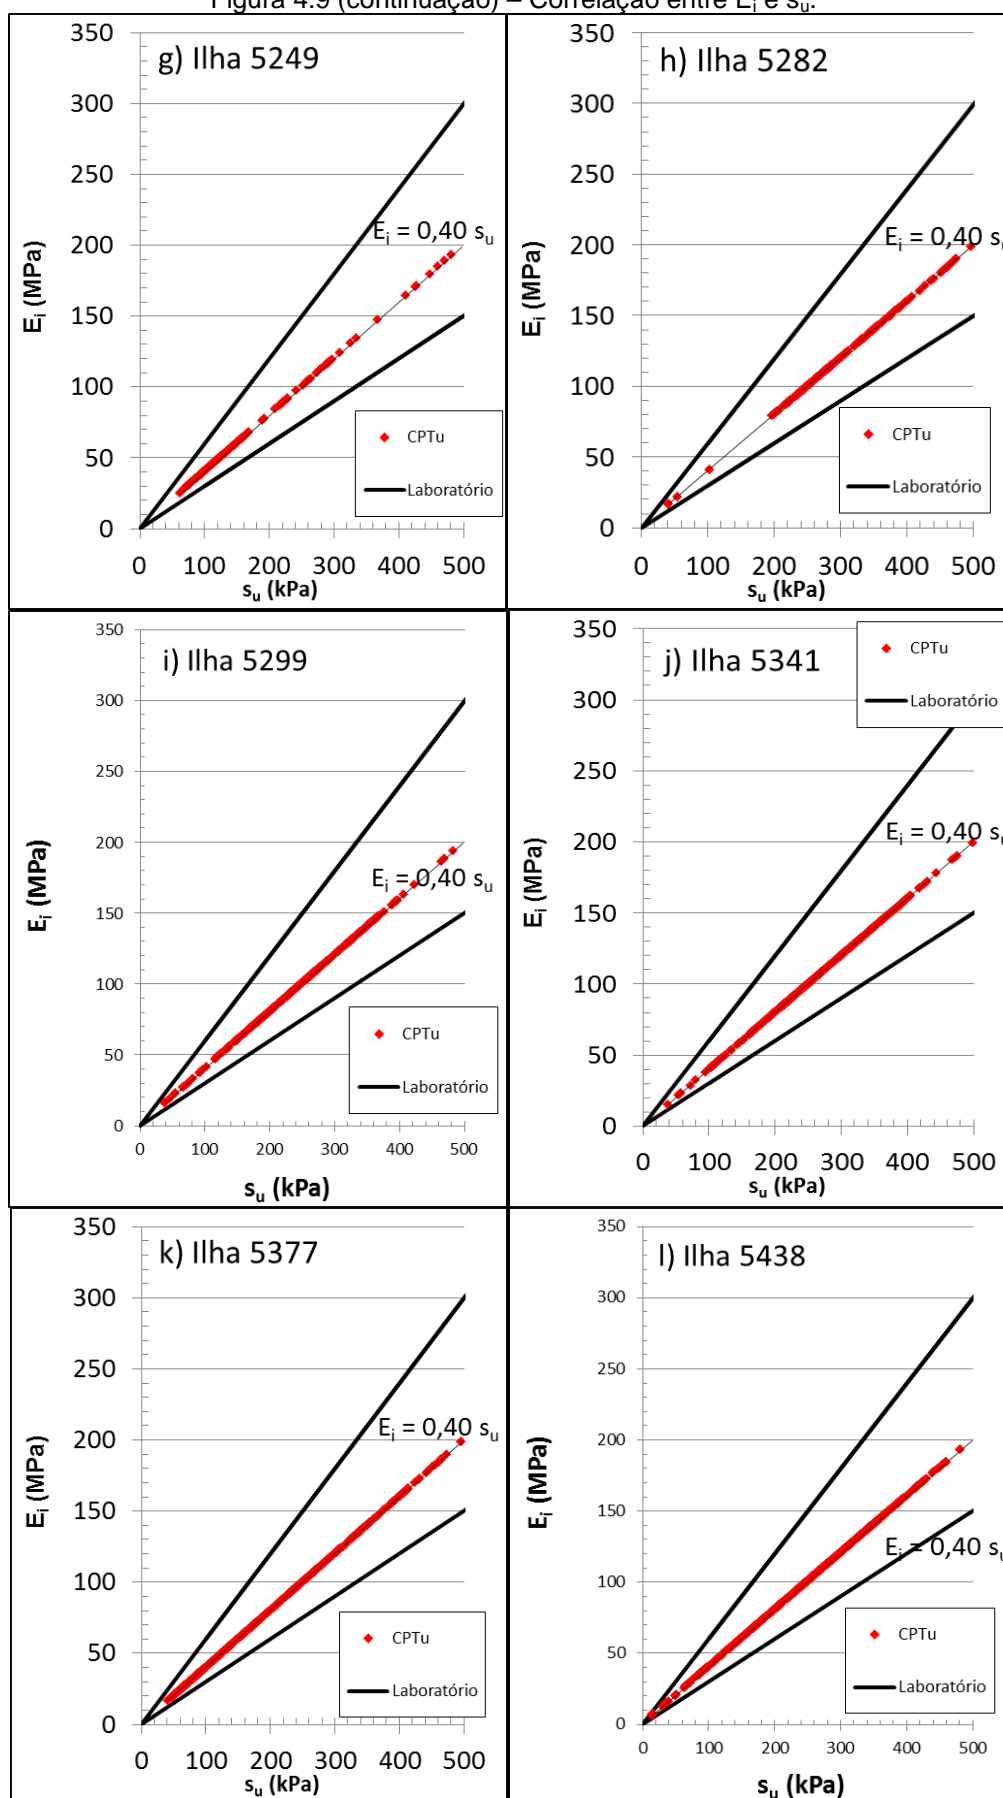 Figura 4.9 (continuação) – Correlação entre Ei e su.
g) Ilha 5249
350
300
250
200
150
100
50
0
Ei (MPa)
Ei = 0,40 su
CPTu
Laboratório
0 100 200 300 400 500
su (kPa)
h) Ilha 5282
350
300
250
200
150
100
50
0
Ei (MPa)
Ei = 0,40 su
CPTu
Laboratório
0 100 200 300 400 500
su (kPa)
i) Ilha 5299
350
300
250
200
150
100
50
0
Ei (MPa)
Ei = 0,40 su
CPTu
Laboratório
0 100 200 300 400 500
su (kPa)
j) Ilha 5341
350
300
250
200
150
100
50
0
Ei (MPa)
CPTu
Laboratório
Ei = 0,40 su
0 100 200 300 400 500
su (kPa)
k) Ilha 5377
350
300
250
200
150
100
50
0
Ei (MPa)
Ei = 0,40 su
CPTu
Laboratório
0 100 200 300 400 500
su (kPa)
l) Ilha 5438
350
300
250
200
150
100
50
0
Ei (MPa)
Ei = 0,40 su
CPTu
Laboratório
0 100 200 300 400 500
su (kPa)